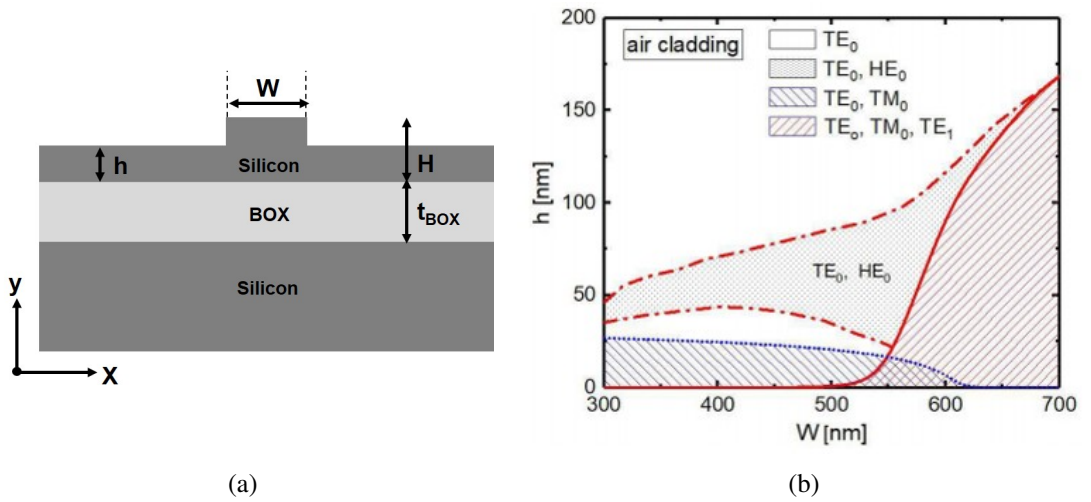 W
h
Silicon
H
BOX
t_BOX
Silicon
y
X
(a)
200
150
100
50
0
h [nm]
air cladding
TE₀
TE₀, HE₀
TE₀, TM₀
TEₒ, TM₀, TE₁
TE₀, HE₀
300
400
500
600
700
W [nm]
(b)